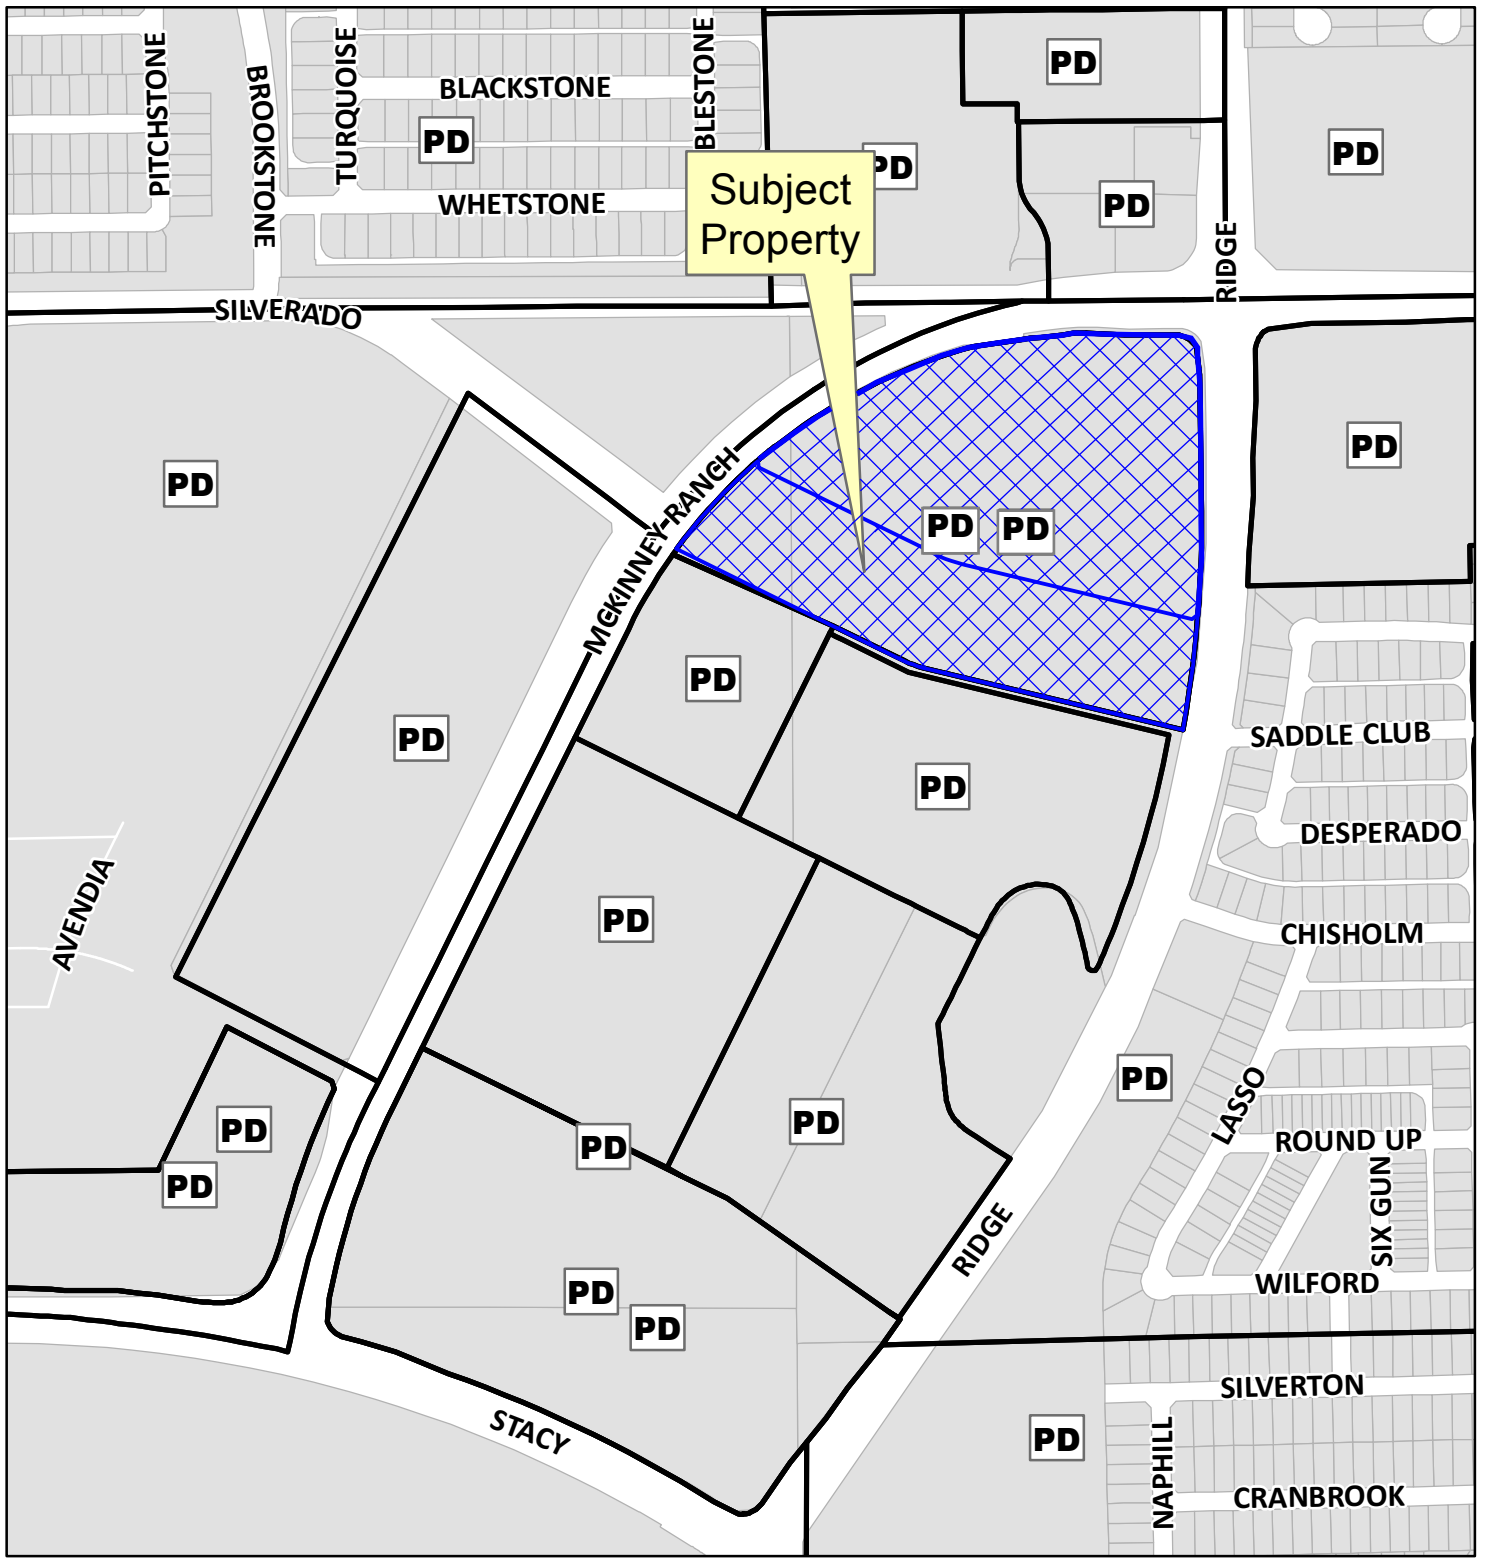 PITCHSTONE
BROOKSTONE
TURQUOISE
BLACKSTONE
BLESTONE
PD
PD
PD
PD
WHETSTONE
Subject
Property
PD
PD
RIDGE
SILVERADO
PD
PD
MCKINNEY-RANCH
PD
PD
PD
PD
SADDLE CLUB
PD
DESPERADO
AVENDIA
PD
CHISHOLM
PD
LASSO
PD
PD
PD
ROUND UP
PD
SIX GUN
RIDGE
WILFORD
PD
PD
SILVERTON
STACY
PD
NAPHILL
CRANBROOK